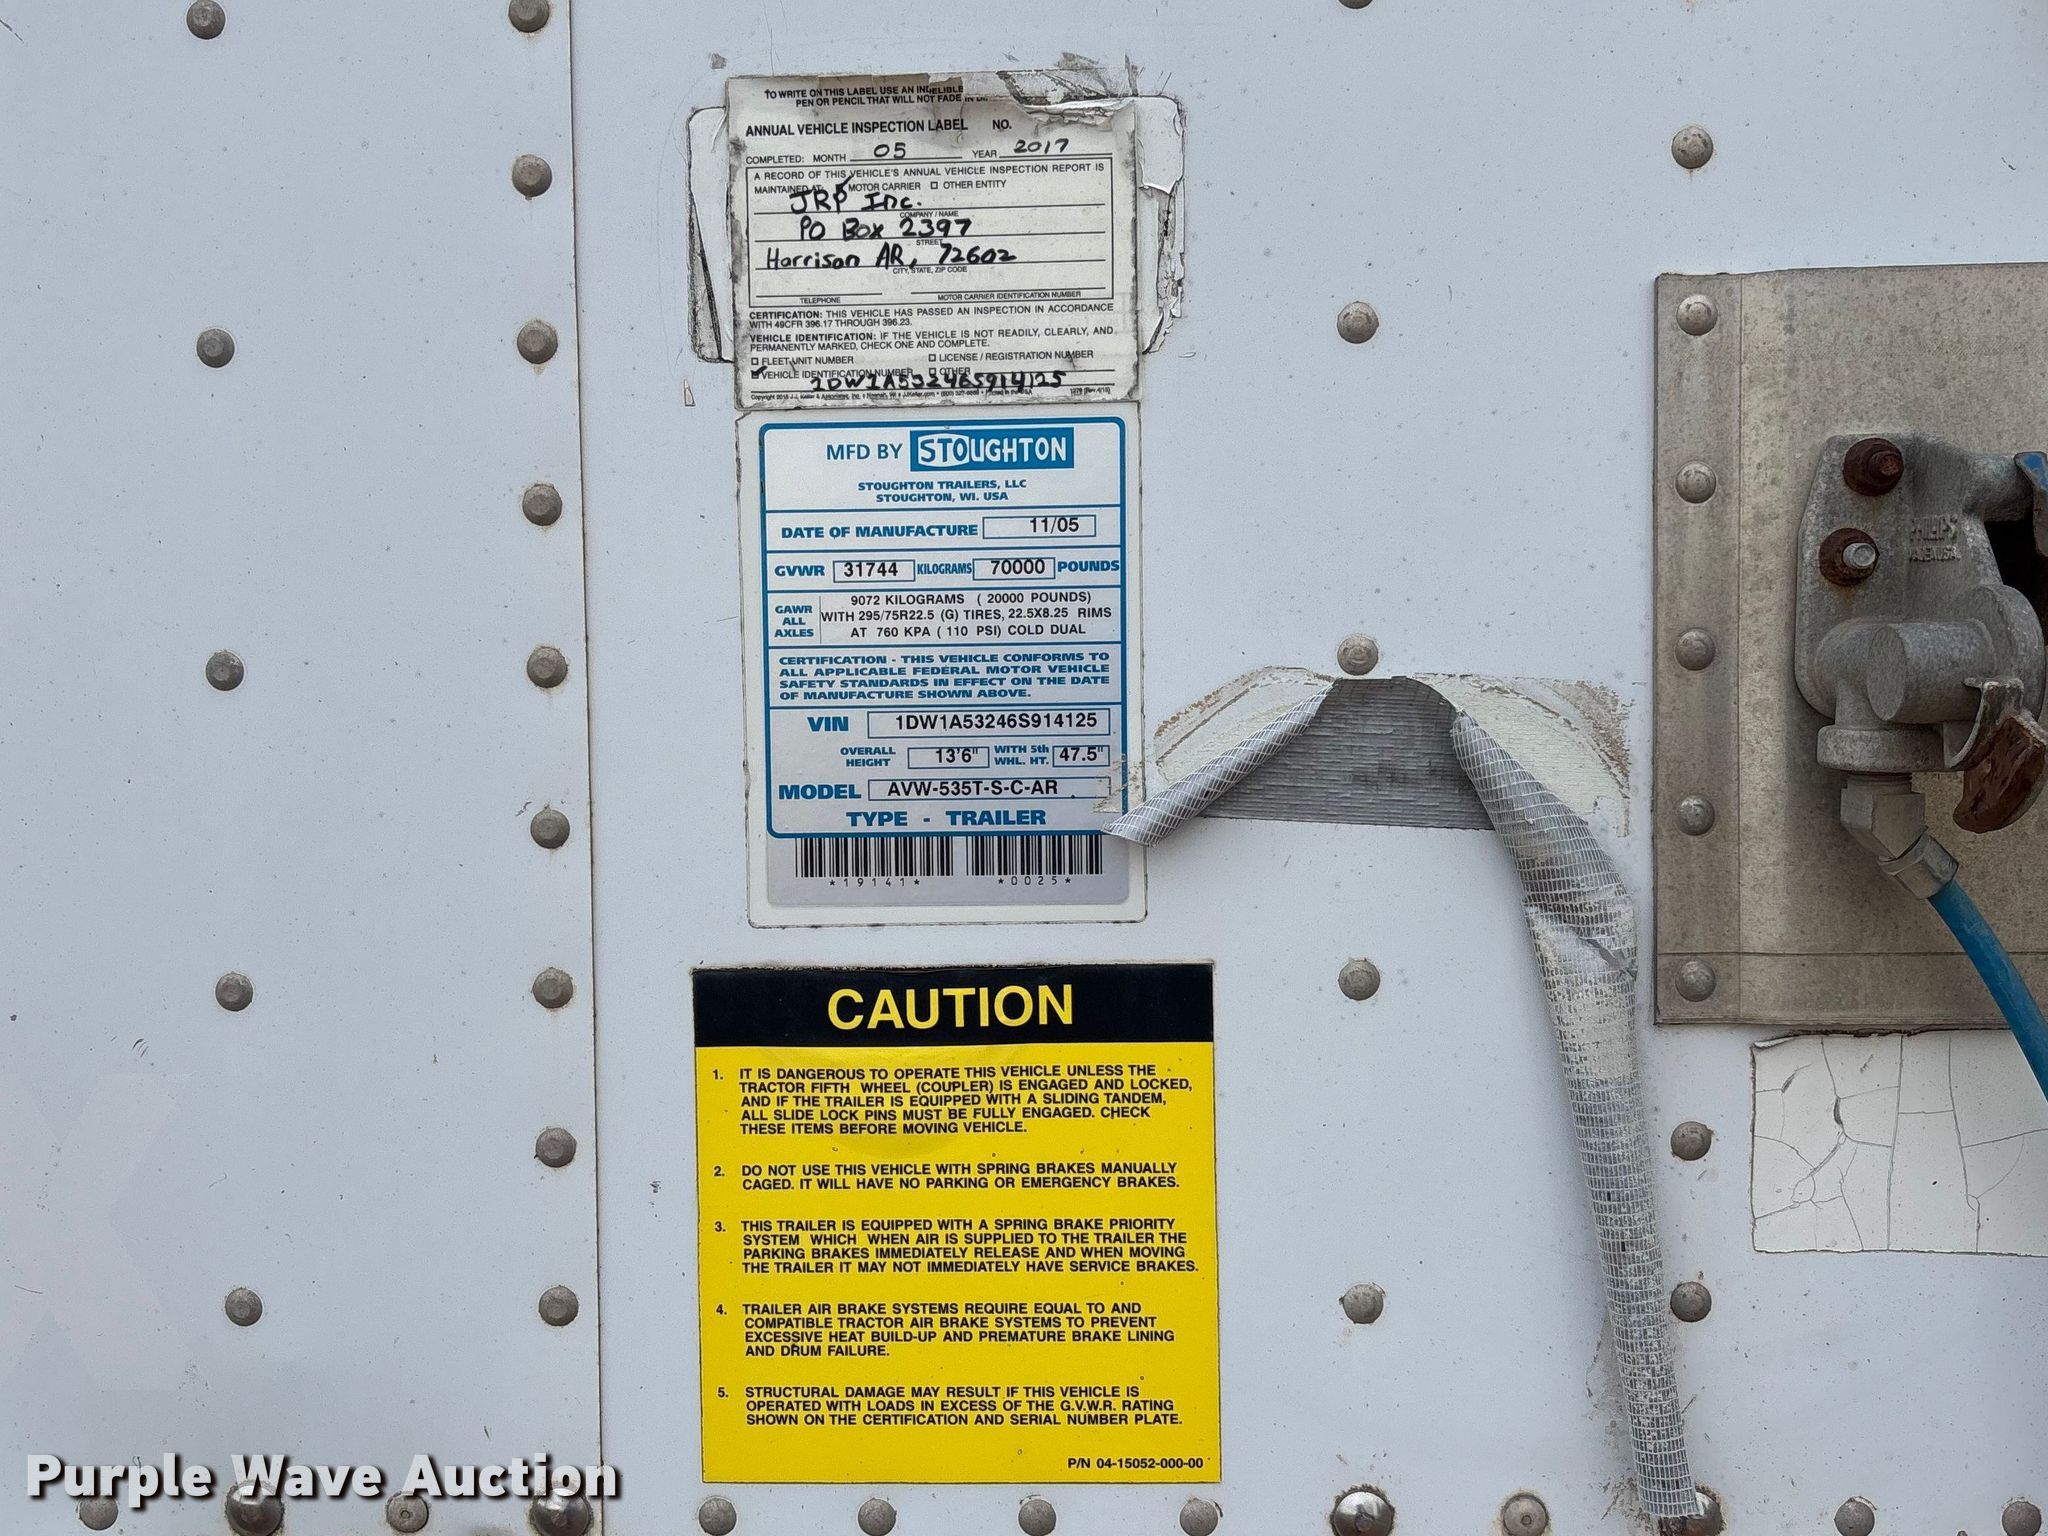 TO WRITE ON THIS LABEL USE AN INDELIBLE
PEN OR PENCIL THAT WILL NOT FADE IN
ANNUAL VEHICLE INSPECTION LABEL NO.
COMPLETED: MONTH 05 YEAR 2017
A RECORD OF THIS VEHICLE'S ANNUAL VEHICLE INSPECTION REPORT IS
MAINTAINED AT: MOTOR CARRIER OTHER ENTITY
JRP Inc.
COMPANY / NAME
PO Box 2397
STREET
Harrison AR, 72602
CITY, STATE, ZIP CODE
TELEPHONE MOTOR CARRIER IDENTIFICATION NUMBER
CERTIFICATION: THIS VEHICLE HAS PASSED AN INSPECTION IN ACCORDANCE
WITH 49CFR 396.17 THROUGH 396.23.
VEHICLE IDENTIFICATION: IF THE VEHICLE IS NOT READILY, CLEARLY, AND
PERMANENTLY MARKED, CHECK ONE AND COMPLETE.
FLEET UNIT NUMBER LICENSE / REGISTRATION NUMBER
VEHICLE IDENTIFICATION NUMBER OTHER
1DW1A53246S914125
MFD BY STOUGHTON
STOUGHTON TRAILERS, LLC
STOUGHTON, WI. USA
DATE OF MANUFACTURE 11/05
GVWR 31744 KILOGRAMS 70000 POUNDS
GAWR ALL AXLES
9072 KILOGRAMS ( 20000 POUNDS)
WITH 295/75R22.5 (G) TIRES, 22.5X8.25 RIMS
AT 760 KPA ( 110 PSI) COLD DUAL
CERTIFICATION - THIS VEHICLE CONFORMS TO
ALL APPLICABLE FEDERAL MOTOR VEHICLE
SAFETY STANDARDS IN EFFECT ON THE DATE
OF MANUFACTURE SHOWN ABOVE.
VIN 1DW1A53246S914125
OVERALL HEIGHT 13'6" WITH 5th WHL. HT. 47.5"
MODEL AVW-535T-S-C-AR
TYPE - TRAILER
*19141* *0025*
PHILLIPS
CAUTION
1. IT IS DANGEROUS TO OPERATE THIS VEHICLE UNLESS THE
TRACTOR FIFTH WHEEL (COUPLER) IS ENGAGED AND LOCKED,
AND IF THE TRAILER IS EQUIPPED WITH A SLIDING TANDEM,
ALL SLIDE LOCK PINS MUST BE FULLY ENGAGED. CHECK
THESE ITEMS BEFORE MOVING VEHICLE.
2. DO NOT USE THIS VEHICLE WITH SPRING BRAKES MANUALLY
CAGED. IT WILL HAVE NO PARKING OR EMERGENCY BRAKES.
3. THIS TRAILER IS EQUIPPED WITH A SPRING BRAKE PRIORITY
SYSTEM WHICH WHEN AIR IS SUPPLIED TO THE TRAILER THE
PARKING BRAKES IMMEDIATELY RELEASE AND WHEN MOVING
THE TRAILER IT MAY NOT IMMEDIATELY HAVE SERVICE BRAKES.
4. TRAILER AIR BRAKE SYSTEMS REQUIRE EQUAL TO AND
COMPATIBLE TRACTOR AIR BRAKE SYSTEMS TO PREVENT
EXCESSIVE HEAT BUILD-UP AND PREMATURE BRAKE LINING
AND DRUM FAILURE.
5. STRUCTURAL DAMAGE MAY RESULT IF THIS VEHICLE IS
OPERATED WITH LOADS IN EXCESS OF THE G.V.W.R. RATING
SHOWN ON THE CERTIFICATION AND SERIAL NUMBER PLATE.
P/N 04-15052-000-00
Purple Wave Auction